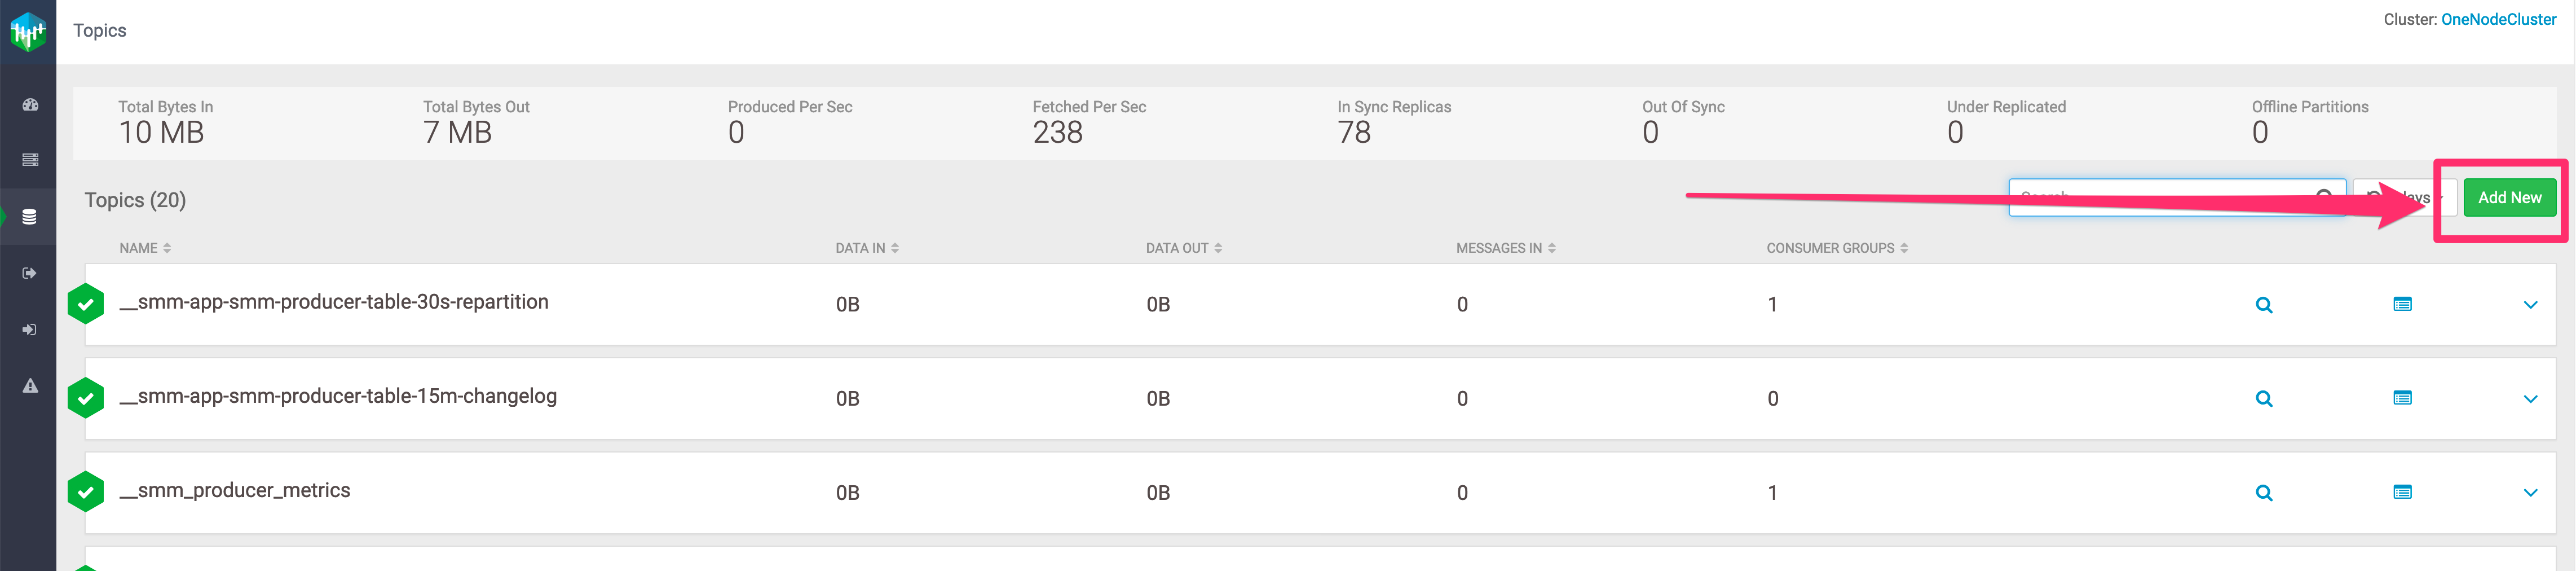 Topics
Cluster: OneNodeCluster
Total Bytes In
10 MB
Total Bytes Out
7 MB
Produced Per Sec
0
Fetched Per Sec
238
In Sync Replicas
78
Out Of Sync
0
Under Replicated
0
Offline Partitions
0
Topics (20)
Add New
NAME DATA IN DATA OUT MESSAGES IN CONSUMER GROUPS
__smm-app-smm-producer-table-30s-repartition 0B 0B 0 1
__smm-app-smm-producer-table-15m-changelog 0B 0B 0 0
__smm_producer_metrics 0B 0B 0 1